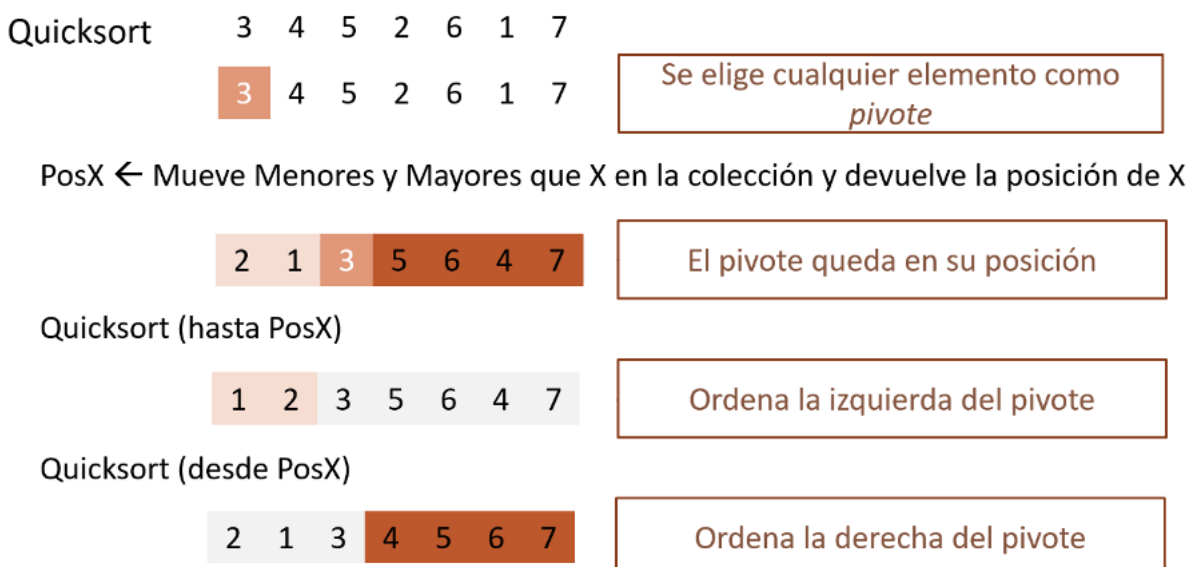 Quicksort 3 4 5 2 6 1 7
3 4 5 2 6 1 7
Se elige cualquier elemento como
pivote
PosX ← Mueve Menores y Mayores que X en la colección y devuelve la posición de X
2 1 3 5 6 4 7
El pivote queda en su posición
Quicksort (hasta PosX)
1 2 3 5 6 4 7
Ordena la izquierda del pivote
Quicksort (desde PosX)
2 1 3 4 5 6 7
Ordena la derecha del pivote